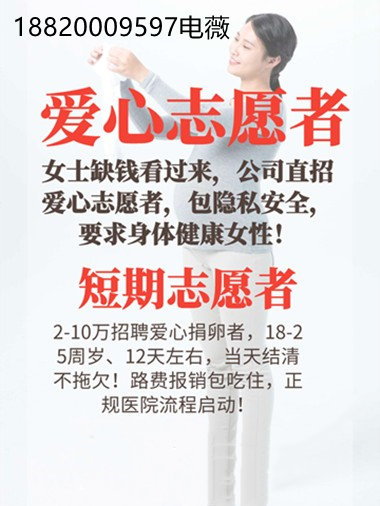 18820009597电薇
爱心志愿者
女士缺钱看过来，公司直招
爱心志愿者，包隐私安全，
要求身体健康女性！
短期志愿者
2-10万招聘爱心捐卵者，18-2
5周岁、12天左右，当天结清
不拖欠！路费报销包吃住，正
规医院流程启动！